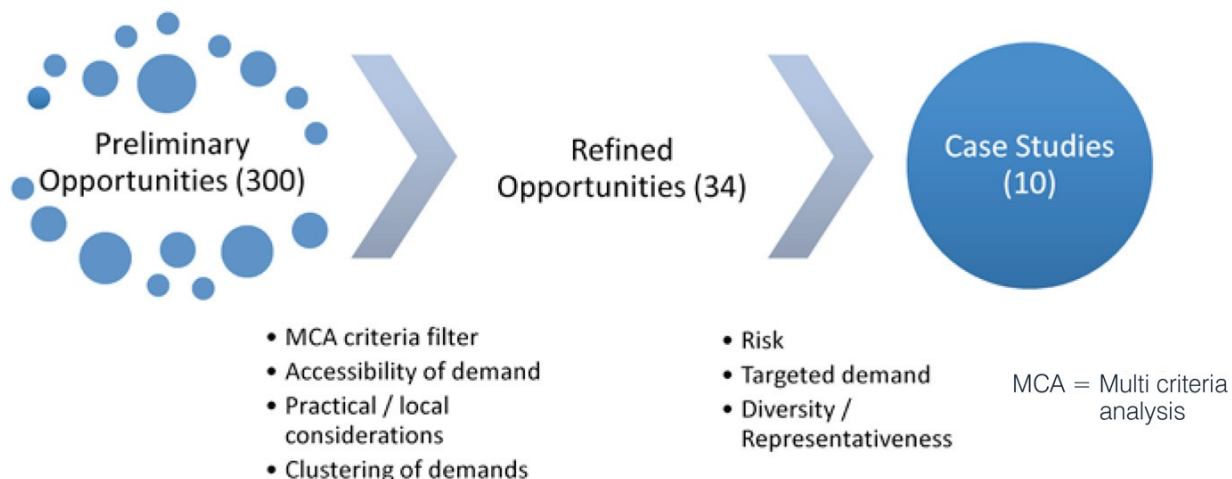 Preliminary
Opportunities (300)
Refined
Opportunities (34)
Case Studies
(10)
• MCA criteria filter
• Accessibility of demand
• Practical / local
considerations
• Clustering of demands
• Risk
• Targeted demand
• Diversity /
Representativeness
MCA = Multi criteria
analysis